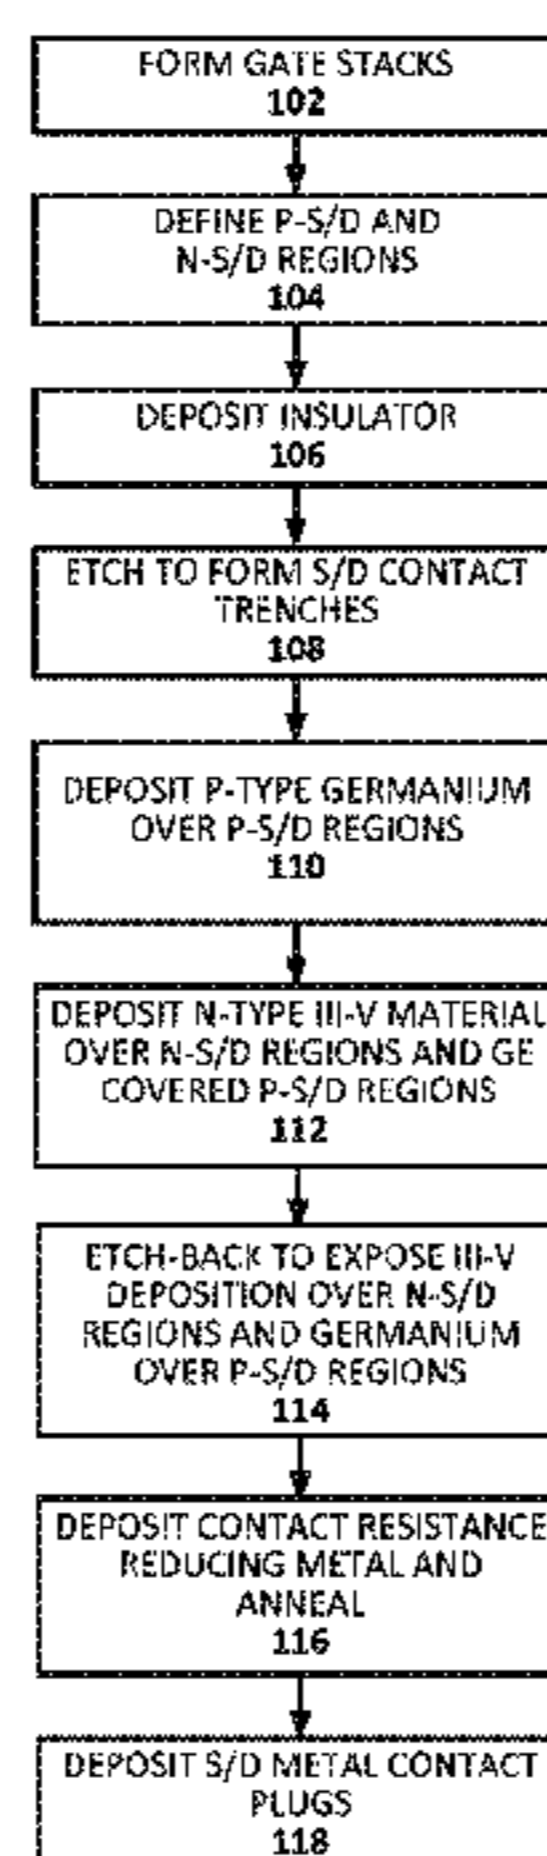 FORM GATE STACKS
102
DEFINE P-S/D AND
N-S/D REGIONS
104
DEPOSIT INSULATOR
106
ETCH TO FORM S/D CONTACT
TRENCHES
108
DEPOSIT P-TYPE GERMANIUM
OVER P-S/D REGIONS
110
DEPOSIT N-TYPE III-V MATERIAL
OVER N-S/D REGIONS AND GE
COVERED P-S/D REGIONS
112
ETCH-BACK TO EXPOSE III-V
DEPOSITION OVER N-S/D
REGIONS AND GERMANIUM
OVER P-S/D REGIONS
114
DEPOSIT CONTACT RESISTANCE
REDUCING METAL AND
ANNEAL
116
DEPOSIT S/D METAL CONTACT
PLUGS
118